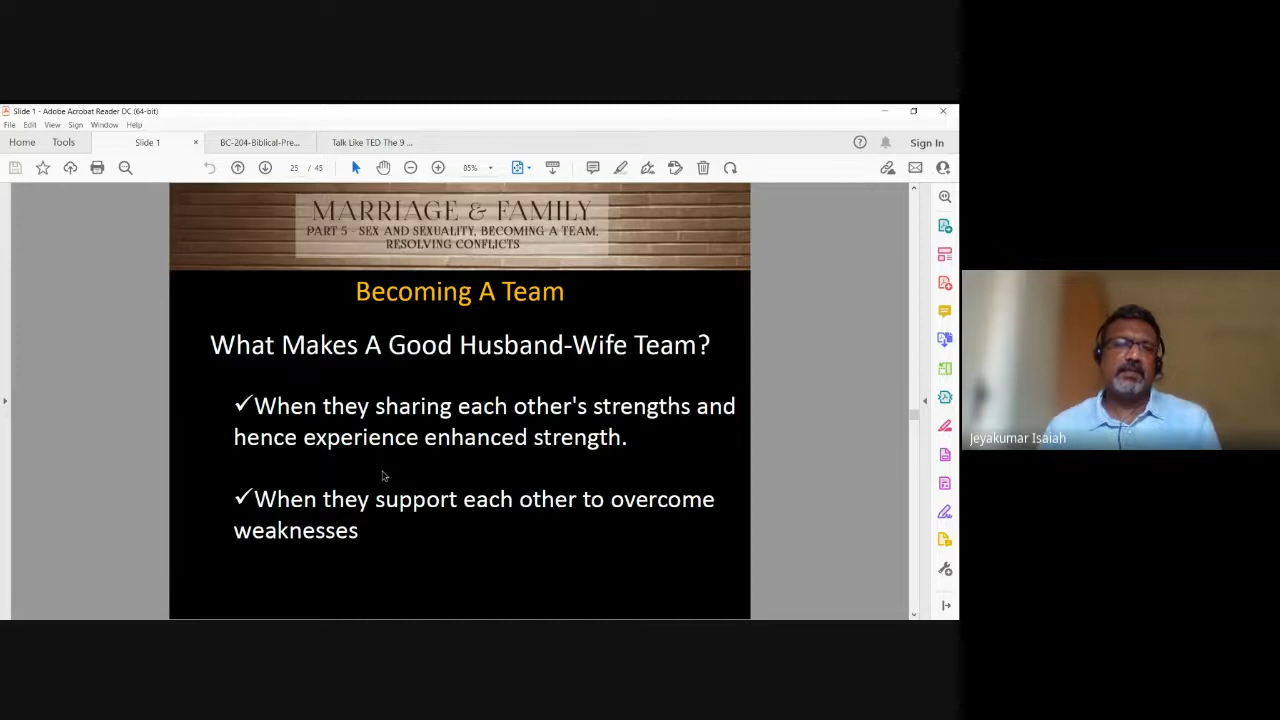 Slide 1 - Adobe Acrobat Reader DC (64-bit)
File Edit View Sign Window Help
Home Tools Slide 1 × BC-204-Biblical-Pre... Talk Like TED The 9 ... Sign In
25 / 45 85%
MARRIAGE & FAMILY
PART 5 - SEX AND SEXUALITY, BECOMING A TEAM,
RESOLVING CONFLICTS
Becoming A Team
What Makes A Good Husband-Wife Team?
✓When they sharing each other's strengths and
hence experience enhanced strength.
✓When they support each other to overcome
weaknesses
Jeyakumar Isaiah